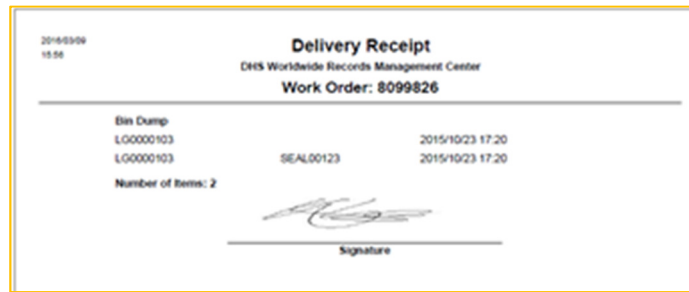 2016/03/09
15:56
Delivery Receipt
DHS Worldwide Records Management Center
Work Order: 8099826
Bin Dump
LG0000103 2015/10/23 17:20
LG0000103 SEAL00123 2015/10/23 17:20
Number of Items: 2
Signature